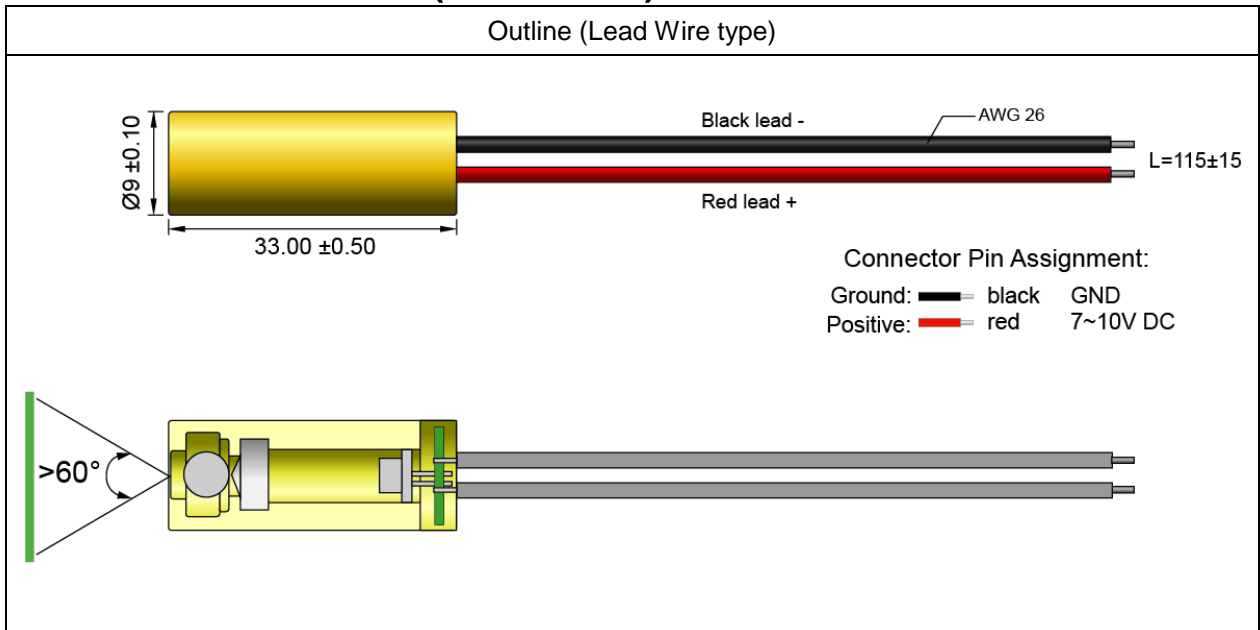 Outline (Lead Wire type)
Black lead -
AWG 26
Ø9 ±0.10
L=115±15
Red lead +
33.00 ±0.50
Connector Pin Assignment:
Ground: black GND
Positive: red 7~10V DC
>60°